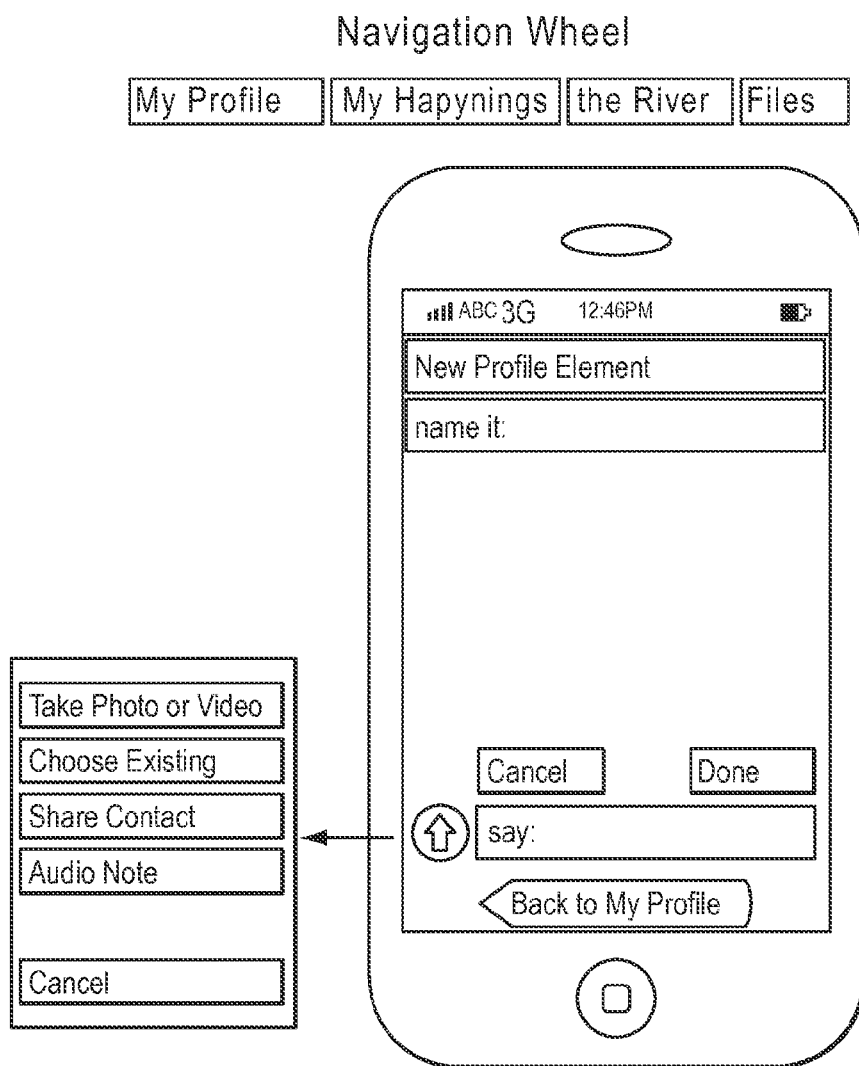 Navigation Wheel
My Profile My Hapynings the River Files
ABC 3G 12:46PM
New Profile Element
name it:
Take Photo or Video
Choose Existing
Share Contact
Audio Note
Cancel
Cancel Done
say:
Back to My Profile